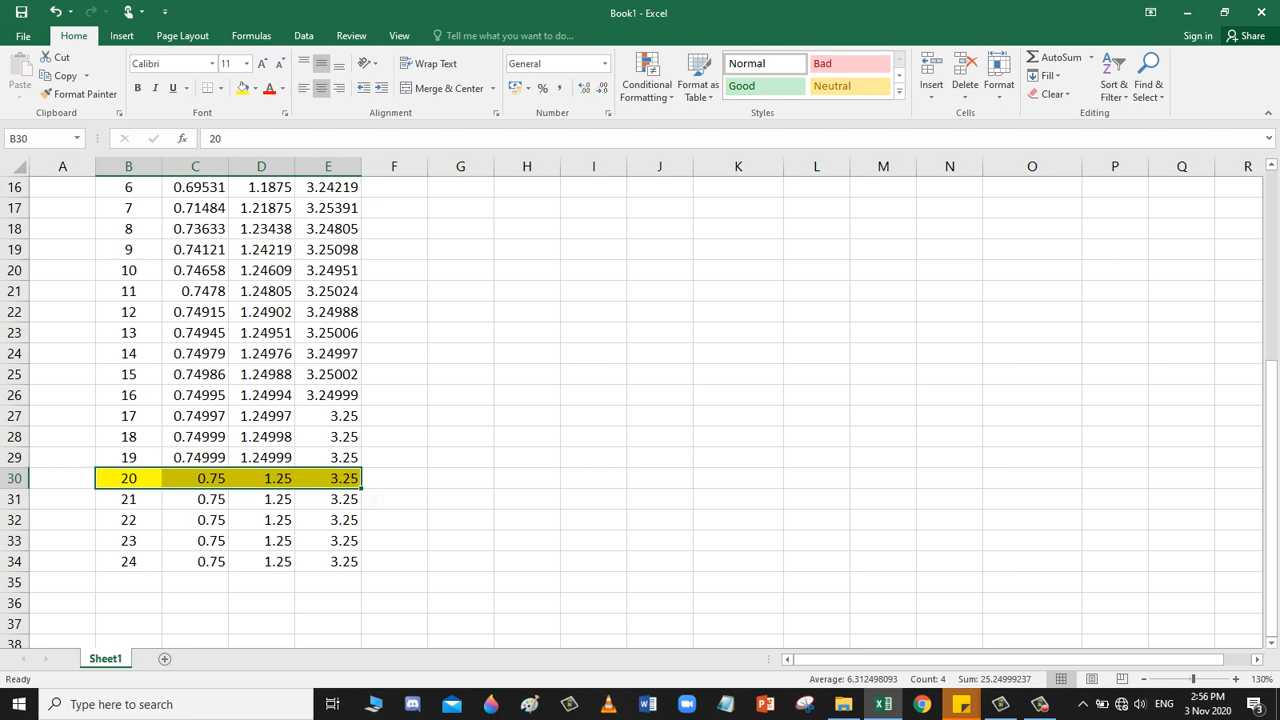 Book1 - Excel
File Home Insert Page Layout Formulas Data Review View Tell me what you want to do... Sign in Share
Paste Cut Copy Format Painter Clipboard
Calibri 11 B I U A Font
Wrap Text Merge & Center Alignment
General % , Number
Conditional Formatting Format as Table Normal Bad Good Neutral Styles
Insert Delete Format Cells
AutoSum Fill Clear Sort & Filter Find & Select Editing
B30 fx 20
A B C D E F G H I J K L M N O P Q R
16 6 0.69531 1.1875 3.24219
17 7 0.71484 1.21875 3.25391
18 8 0.73633 1.23438 3.24805
19 9 0.74121 1.24219 3.25098
20 10 0.74658 1.24609 3.24951
21 11 0.7478 1.24805 3.25024
22 12 0.74915 1.24902 3.24988
23 13 0.74945 1.24951 3.25006
24 14 0.74979 1.24976 3.24997
25 15 0.74986 1.24988 3.25002
26 16 0.74995 1.24994 3.24999
27 17 0.74997 1.24997 3.25
28 18 0.74999 1.24998 3.25
29 19 0.74999 1.24999 3.25
30 20 0.75 1.25 3.25
31 21 0.75 1.25 3.25
32 22 0.75 1.25 3.25
33 23 0.75 1.25 3.25
34 24 0.75 1.25 3.25
35
36
37
38
Sheet1
Ready Average: 6.312498093 Count: 4 Sum: 25.24999237 130%
Type here to search ENG 2:56 PM
3 Nov 2020 3